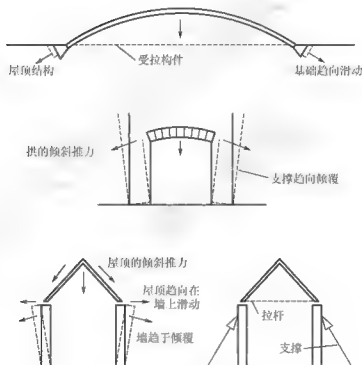 受拉构件
屋顶结构
基础趋向滑动
拱的倾斜推力
支撑趋向倾覆
屋顶的倾斜推力
屋顶趋向在
墙上滑动
墙趋于倾覆
拉杆
支撑